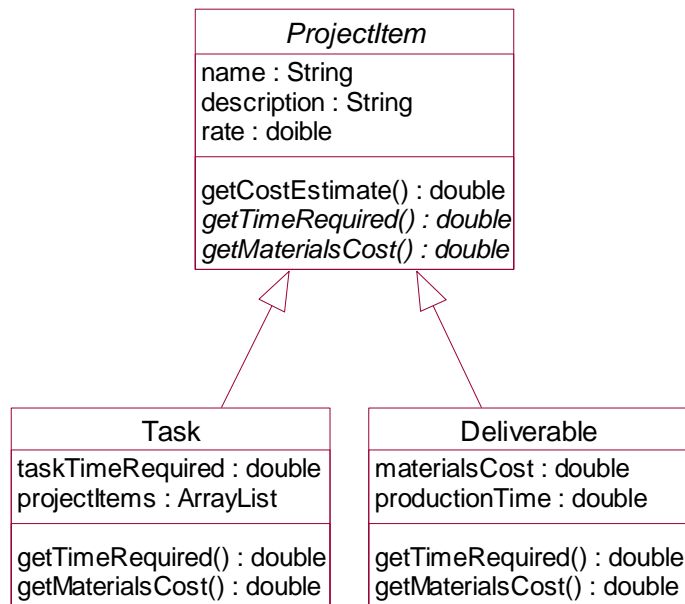 ProjectItem
name : String
description : String
rate : doible
getCostEstimate() : double
getTimeRequired() : double
getMaterialsCost() : double
Task
taskTimeRequired : double
projectItems : ArrayList
getTimeRequired() : double
getMaterialsCost() : double
Deliverable
materialsCost : double
productionTime : double
getTimeRequired() : double
getMaterialsCost() : double